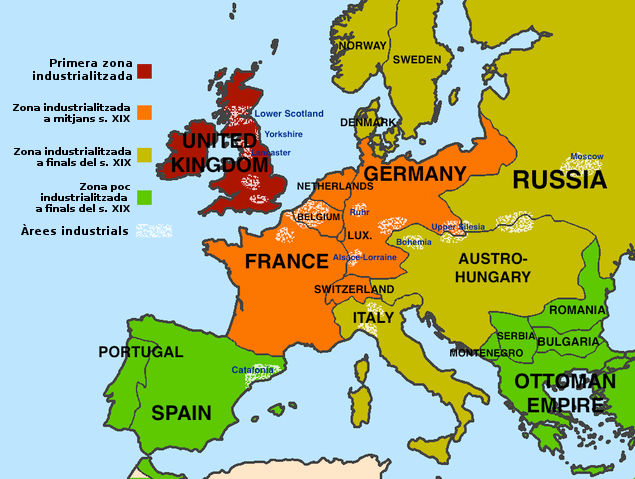 Primera zona
industrialitzada
Zona industrialitzada
a mitjans s. XIX
Zona industrialitzada
a finals del s. XIX
Zona poc
industrialitzada
a finals del s. XIX
Àrees industrials
NORWAY
SWEDEN
DENMARK
Lower Scotland
Yorkshire
Lancaster
UNITED
KINGDOM
Moscow
RUSSIA
GERMANY
NETHERLANDS
BELGIUM
Ruhr
LUX.
Upper Silesia
Bohemia
Alsace-Lorraine
FRANCE
AUSTRO-
HUNGARY
SWITZERLAND
ITALY
ROMANIA
SERBIA
BULGARIA
MONTENEGRO
OTTOMAN
EMPIRE
PORTUGAL
Catalonia
SPAIN